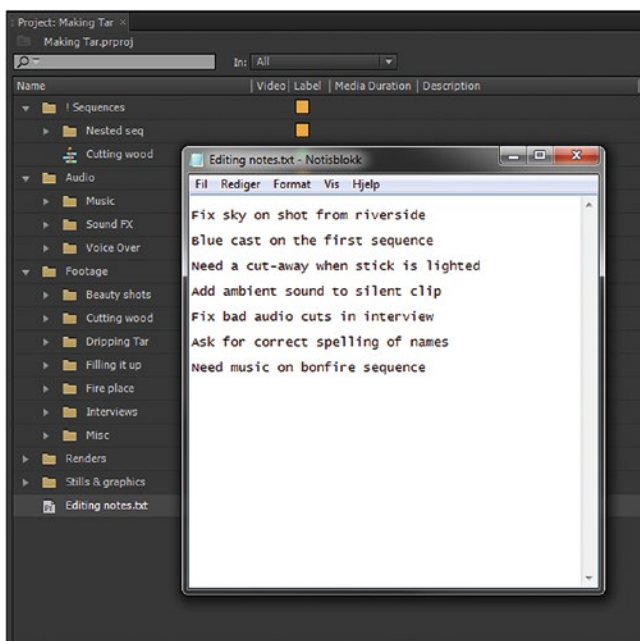 Project: Making Tar ×
Making Tar.prproj
In: All
Name Video Label Media Duration Description
! Sequences
Nested seq
Cutting wood
Audio
Music
Sound FX
Voice Over
Footage
Beauty shots
Cutting wood
Dripping Tar
Filling it up
Fire place
Interviews
Misc
Renders
Stills & graphics
Editing notes.txt
Editing notes.txt - Notisblokk
Fil Rediger Format Vis Hjelp
Fix sky on shot from riverside
Blue cast on the first sequence
Need a cut-away when stick is lighted
Add ambient sound to silent clip
Fix bad audio cuts in interview
Ask for correct spelling of names
Need music on bonfire sequence